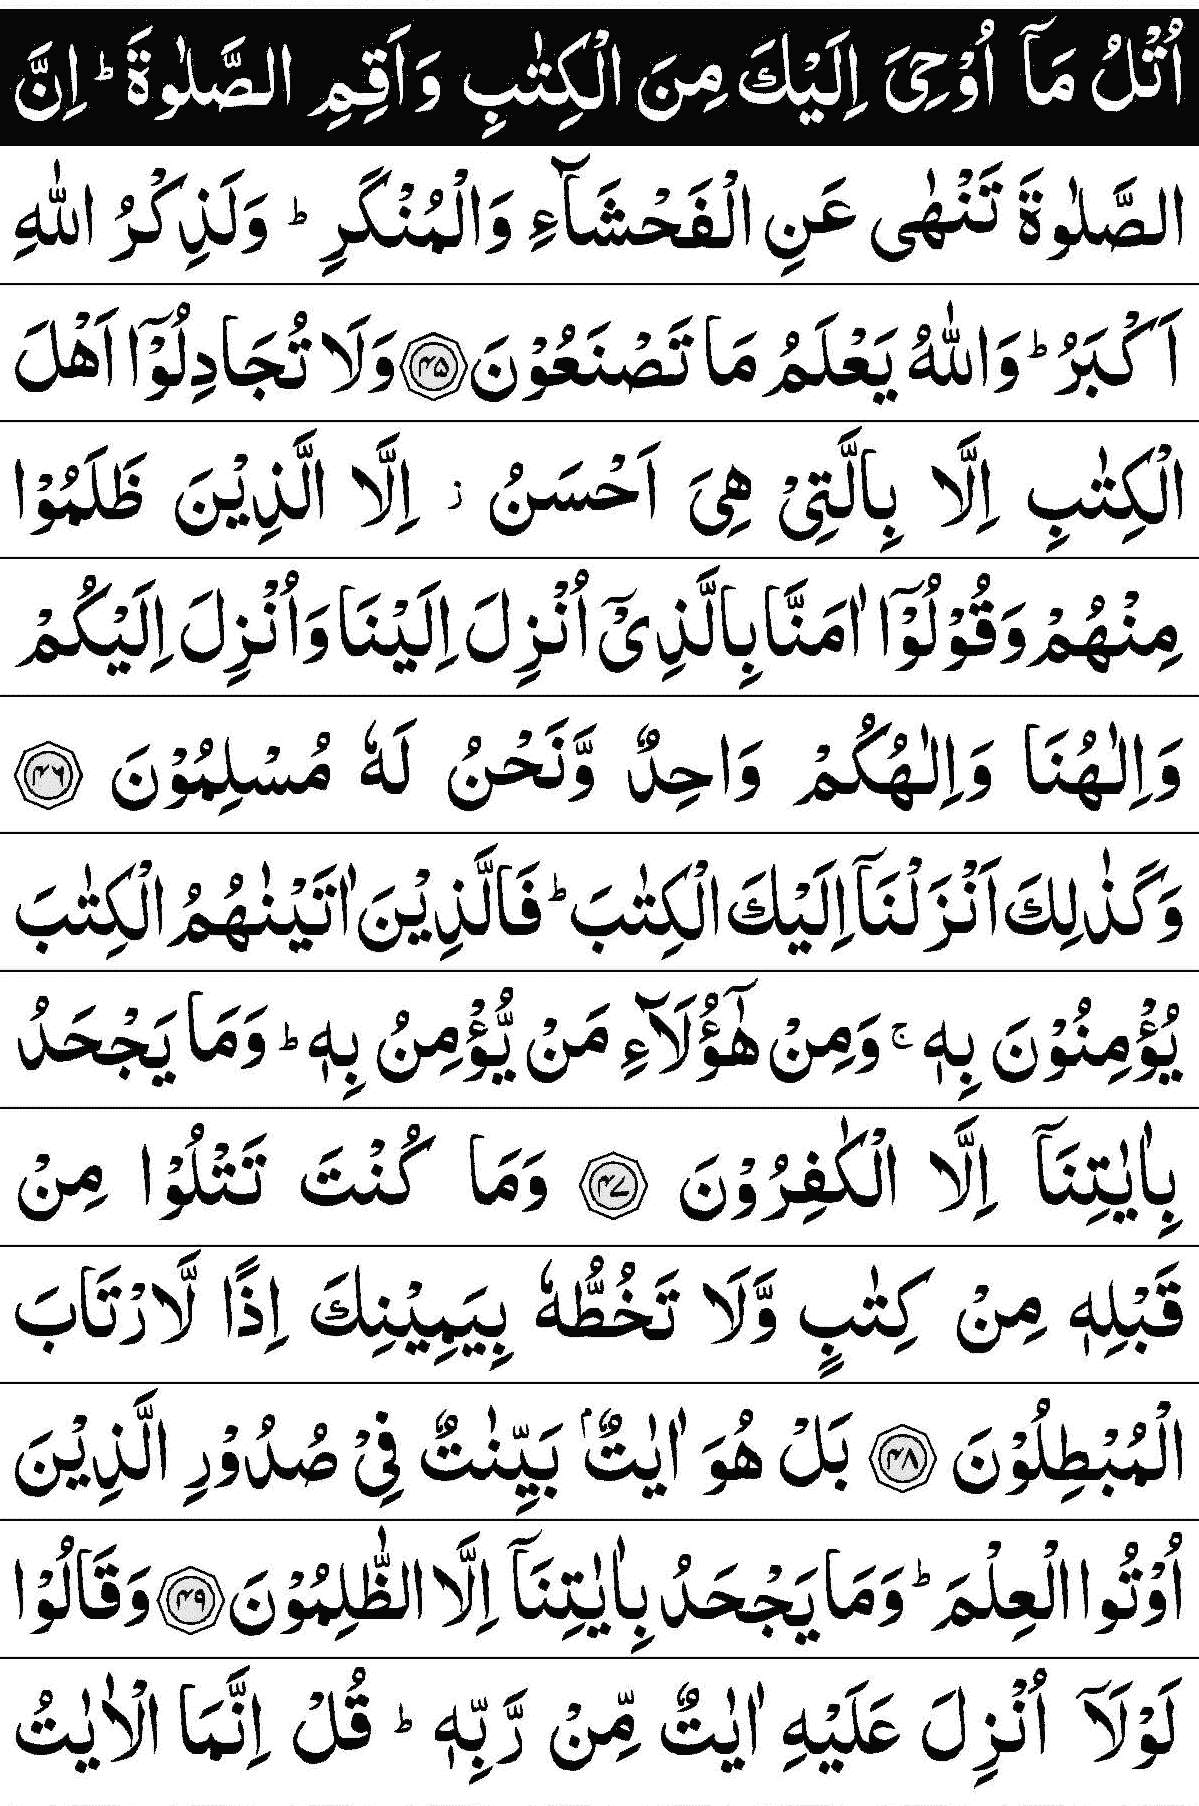 اُتْلُ مَاۤ اُوْحِیَ اِلَیْكَ مِنَ الْكِتٰبِ وَاَقِمِ الصَّلٰوةَ ؕ اِنَّ
الصَّلٰوةَ تَنْهٰى عَنِ الْفَحْشَآءِ وَالْمُنْكَرِ ؕ وَلَذِكْرُ اللّٰهِ
اَكْبَرُ ؕ وَاللّٰهُ یَعْلَمُ مَا تَصْنَعُوْنَ ۴۵ وَلَا تُجَادِلُوْۤا اَهْلَ
الْكِتٰبِ اِلَّا بِالَّتِیْ هِیَ اَحْسَنُ ز اِلَّا الَّذِیْنَ ظَلَمُوْا
مِنْهُمْ وَقُوْلُوْۤا اٰمَنَّا بِالَّذِیْۤ اُنْزِلَ اِلَیْنَا وَاُنْزِلَ اِلَیْكُمْ
وَاِلٰهُنَا وَاِلٰهُكُمْ وَاحِدٌ وَّنَحْنُ لَهٗ مُسْلِمُوْنَ ۴۶
وَكَذٰلِكَ اَنْزَلْنَاۤ اِلَیْكَ الْكِتٰبَ ؕ فَالَّذِیْنَ اٰتَیْنٰهُمُ الْكِتٰبَ
یُؤْمِنُوْنَ بِهٖ ۚ وَمِنْ هٰۤؤُلَآءِ مَنْ یُّؤْمِنُ بِهٖ ؕ وَمَا یَجْحَدُ
بِاٰیٰتِنَاۤ اِلَّا الْكٰفِرُوْنَ ۴۷ وَمَا كُنْتَ تَتْلُوْا مِنْ
قَبْلِهٖ مِنْ كِتٰبٍ وَّلَا تَخُطُّهٗ بِیَمِیْنِكَ اِذًا لَّارْتَابَ
الْمُبْطِلُوْنَ ۴۸ بَلْ هُوَ اٰیٰتٌۢ بَیِّنٰتٌ فِیْ صُدُوْرِ الَّذِیْنَ
اُوْتُوا الْعِلْمَ ؕ وَمَا یَجْحَدُ بِاٰیٰتِنَاۤ اِلَّا الظّٰلِمُوْنَ ۴۹ وَقَالُوْا
لَوْلَاۤ اُنْزِلَ عَلَیْهِ اٰیٰتٌ مِّنْ رَّبِّهٖ ؕ قُلْ اِنَّمَا الْاٰیٰتُ